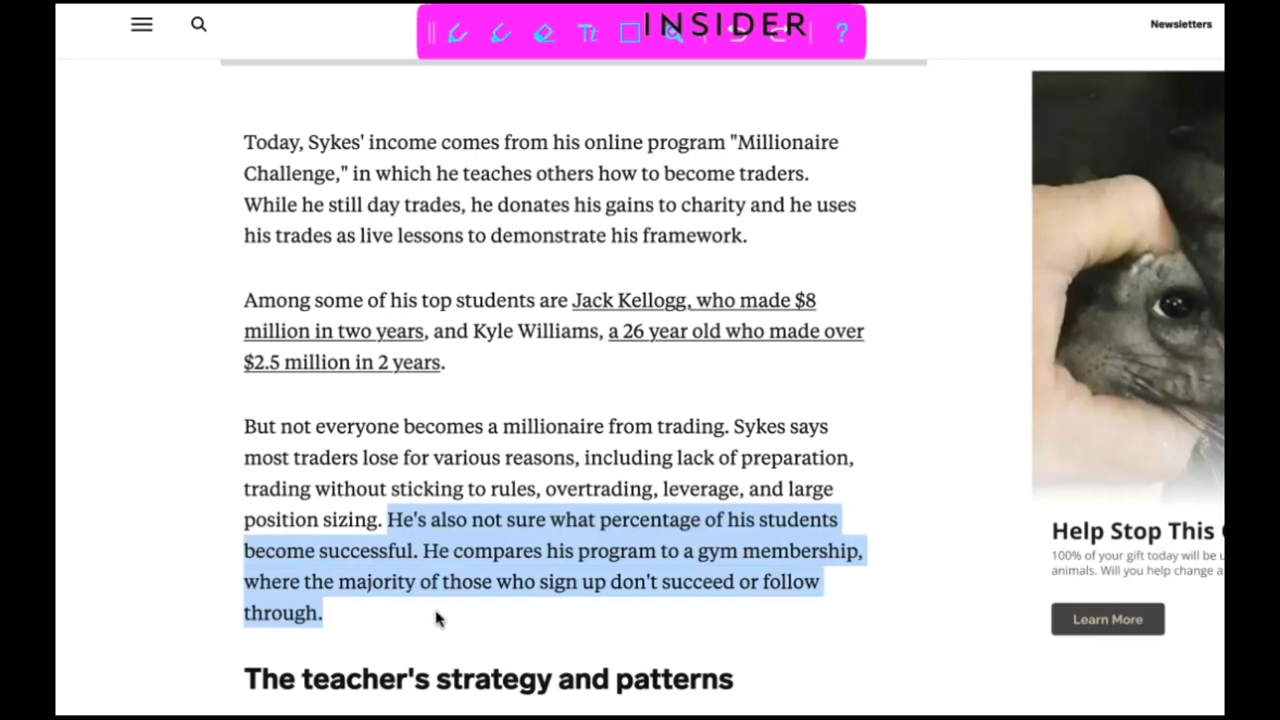 INSIDER
Newsletters
Tt
?
Today, Sykes' income comes from his online program "Millionaire
Challenge," in which he teaches others how to become traders.
While he still day trades, he donates his gains to charity and he uses
his trades as live lessons to demonstrate his framework.
Among some of his top students are Jack Kellogg, who made $8
million in two years, and Kyle Williams, a 26 year old who made over
$2.5 million in 2 years.
But not everyone becomes a millionaire from trading. Sykes says
most traders lose for various reasons, including lack of preparation,
trading without sticking to rules, overtrading, leverage, and large
position sizing. He's also not sure what percentage of his students
become successful. He compares his program to a gym membership,
where the majority of those who sign up don't succeed or follow
through.
The teacher's strategy and patterns
Help Stop This
100% of your gift today will be
animals. Will you help change a
Learn More